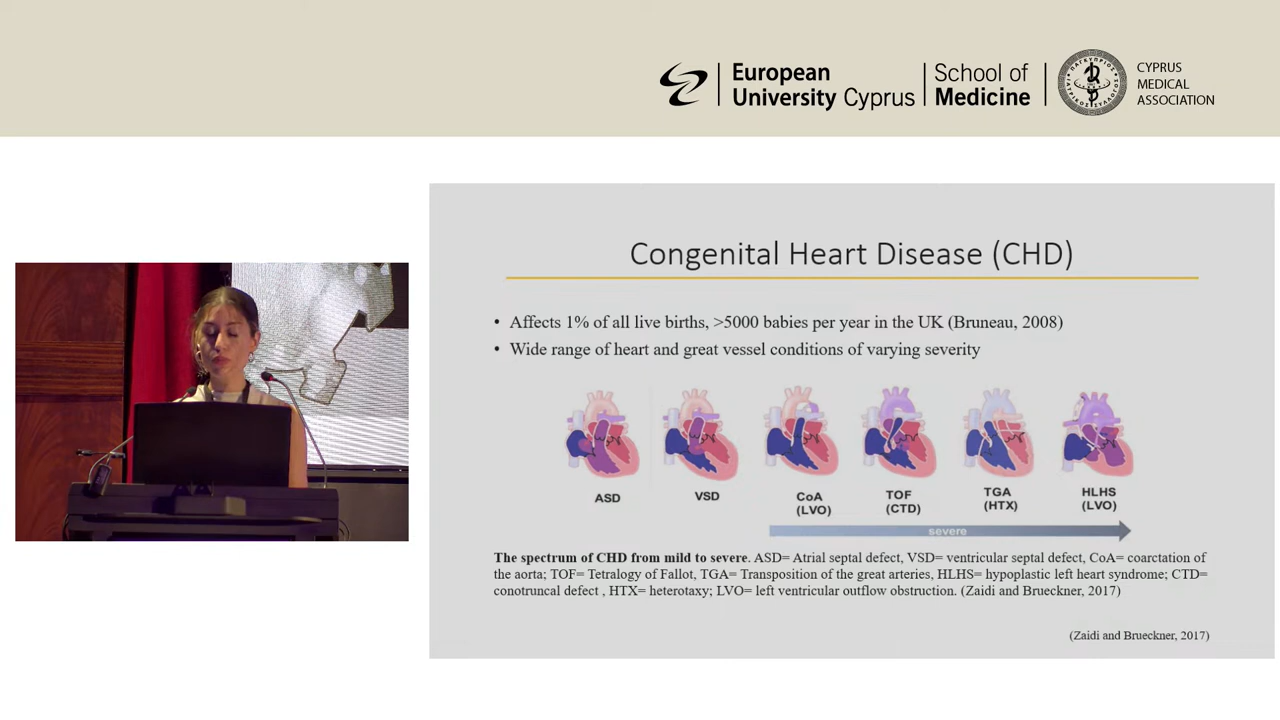 European
University Cyprus
School of
Medicine
CYPRUS
MEDICAL
ASSOCIATION
Congenital Heart Disease (CHD)
• Affects 1% of all live births, >5000 babies per year in the UK (Bruneau, 2008)
• Wide range of heart and great vessel conditions of varying severity
ASD
VSD
CoA
(LVO)
TOF
(CTD)
TGA
(HTX)
HLHS
(LVO)
severe
The spectrum of CHD from mild to severe. ASD= Atrial septal defect, VSD= ventricular septal defect, CoA= coarctation of
the aorta; TOF= Tetralogy of Fallot, TGA= Transposition of the great arteries, HLHS= hypoplastic left heart syndrome; CTD=
conotruncal defect , HTX= heterotaxy; LVO= left ventricular outflow obstruction. (Zaidi and Brueckner, 2017)
(Zaidi and Brueckner, 2017)